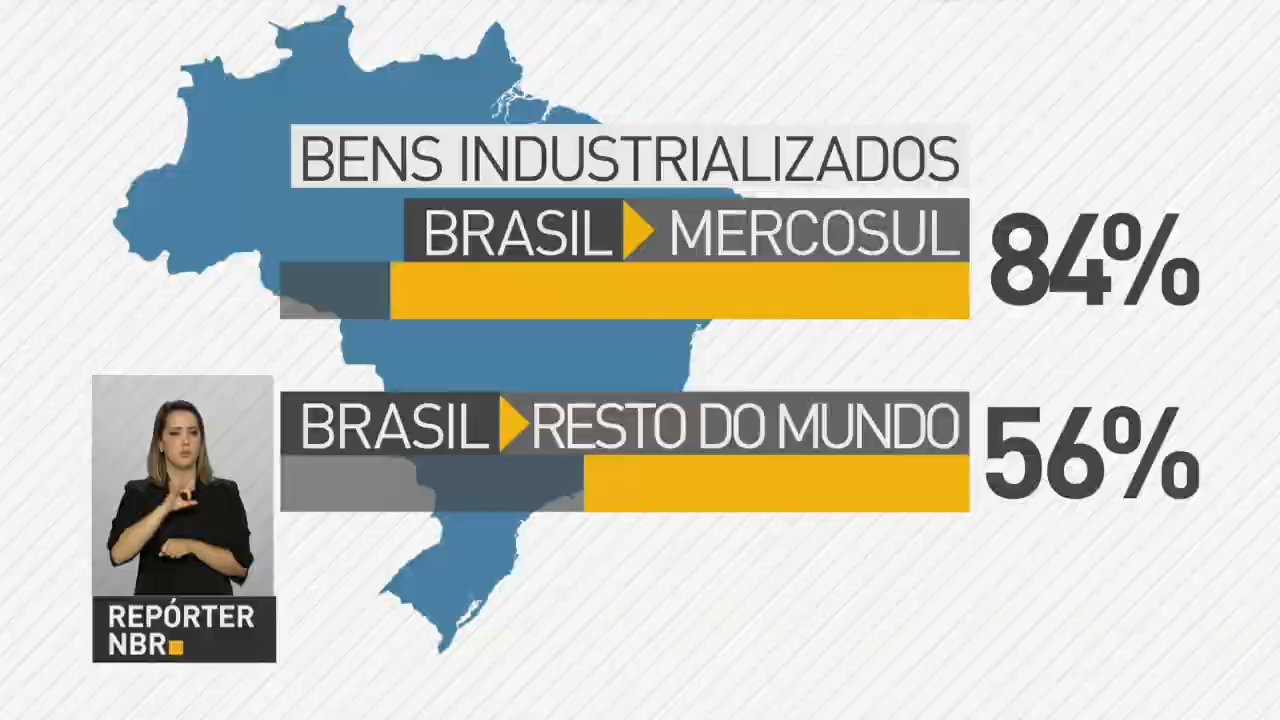 BENS INDUSTRIALIZADOS
BRASIL MERCOSUL
84%
BRASIL RESTO DO MUNDO
56%
REPÓRTER
NBR